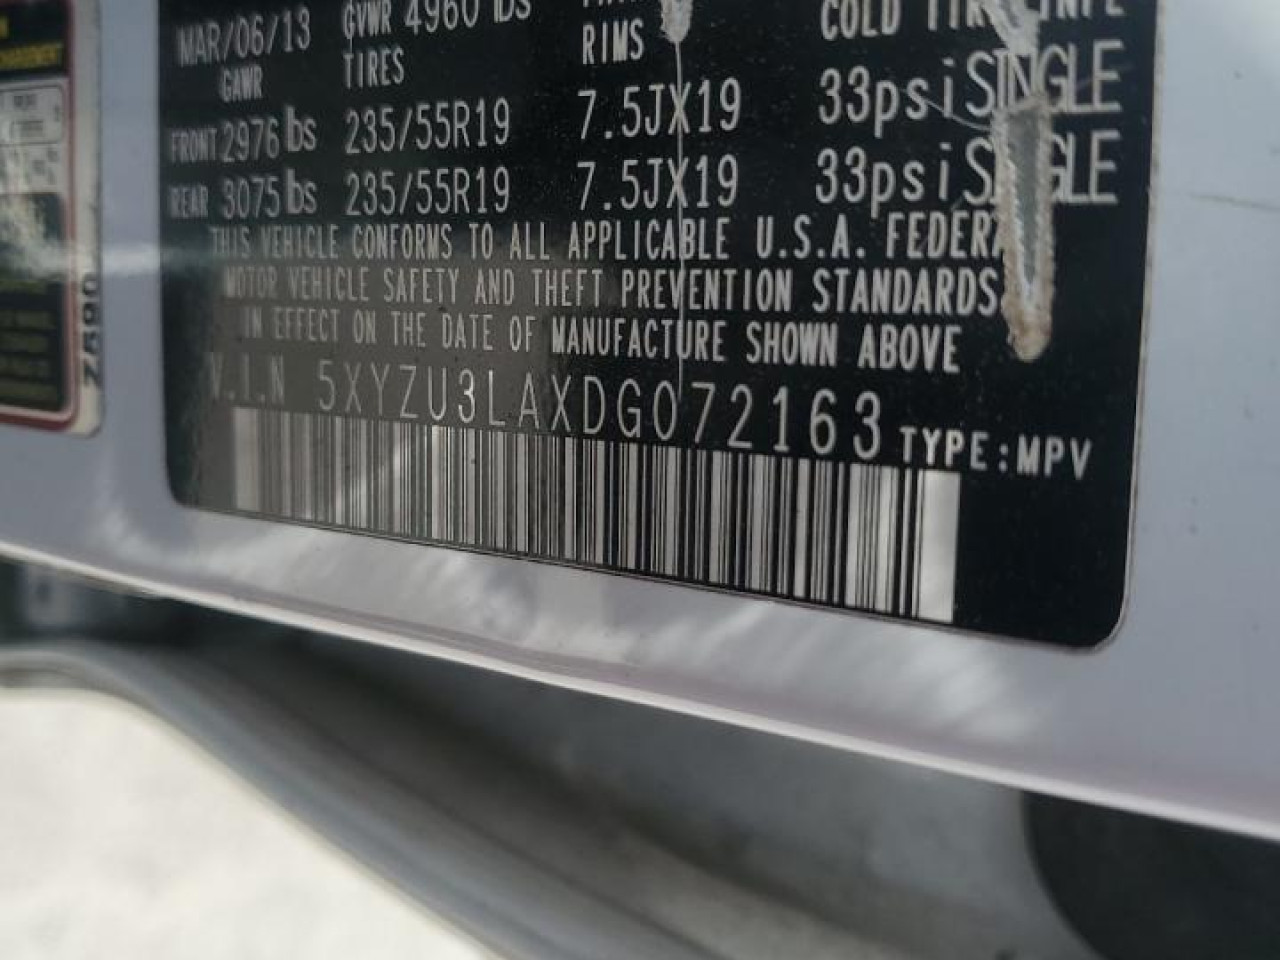 MAR/06/13 GVWR 4960 lbs
GAWR TIRES RIMS COLD
FRONT 2976 lbs 235/55R19 7.5JX19 33psi SINGLE
REAR 3075 lbs 235/55R19 7.5JX19 33psi SINGLE
THIS VEHICLE CONFORMS TO ALL APPLICABLE U.S.A. FEDERA
MOTOR VEHICLE SAFETY AND THEFT PREVENTION STANDARDS
IN EFFECT ON THE DATE OF MANUFACTURE SHOWN ABOVE
V.I.N 5XYZU3LAXDG072163 TYPE:MPV